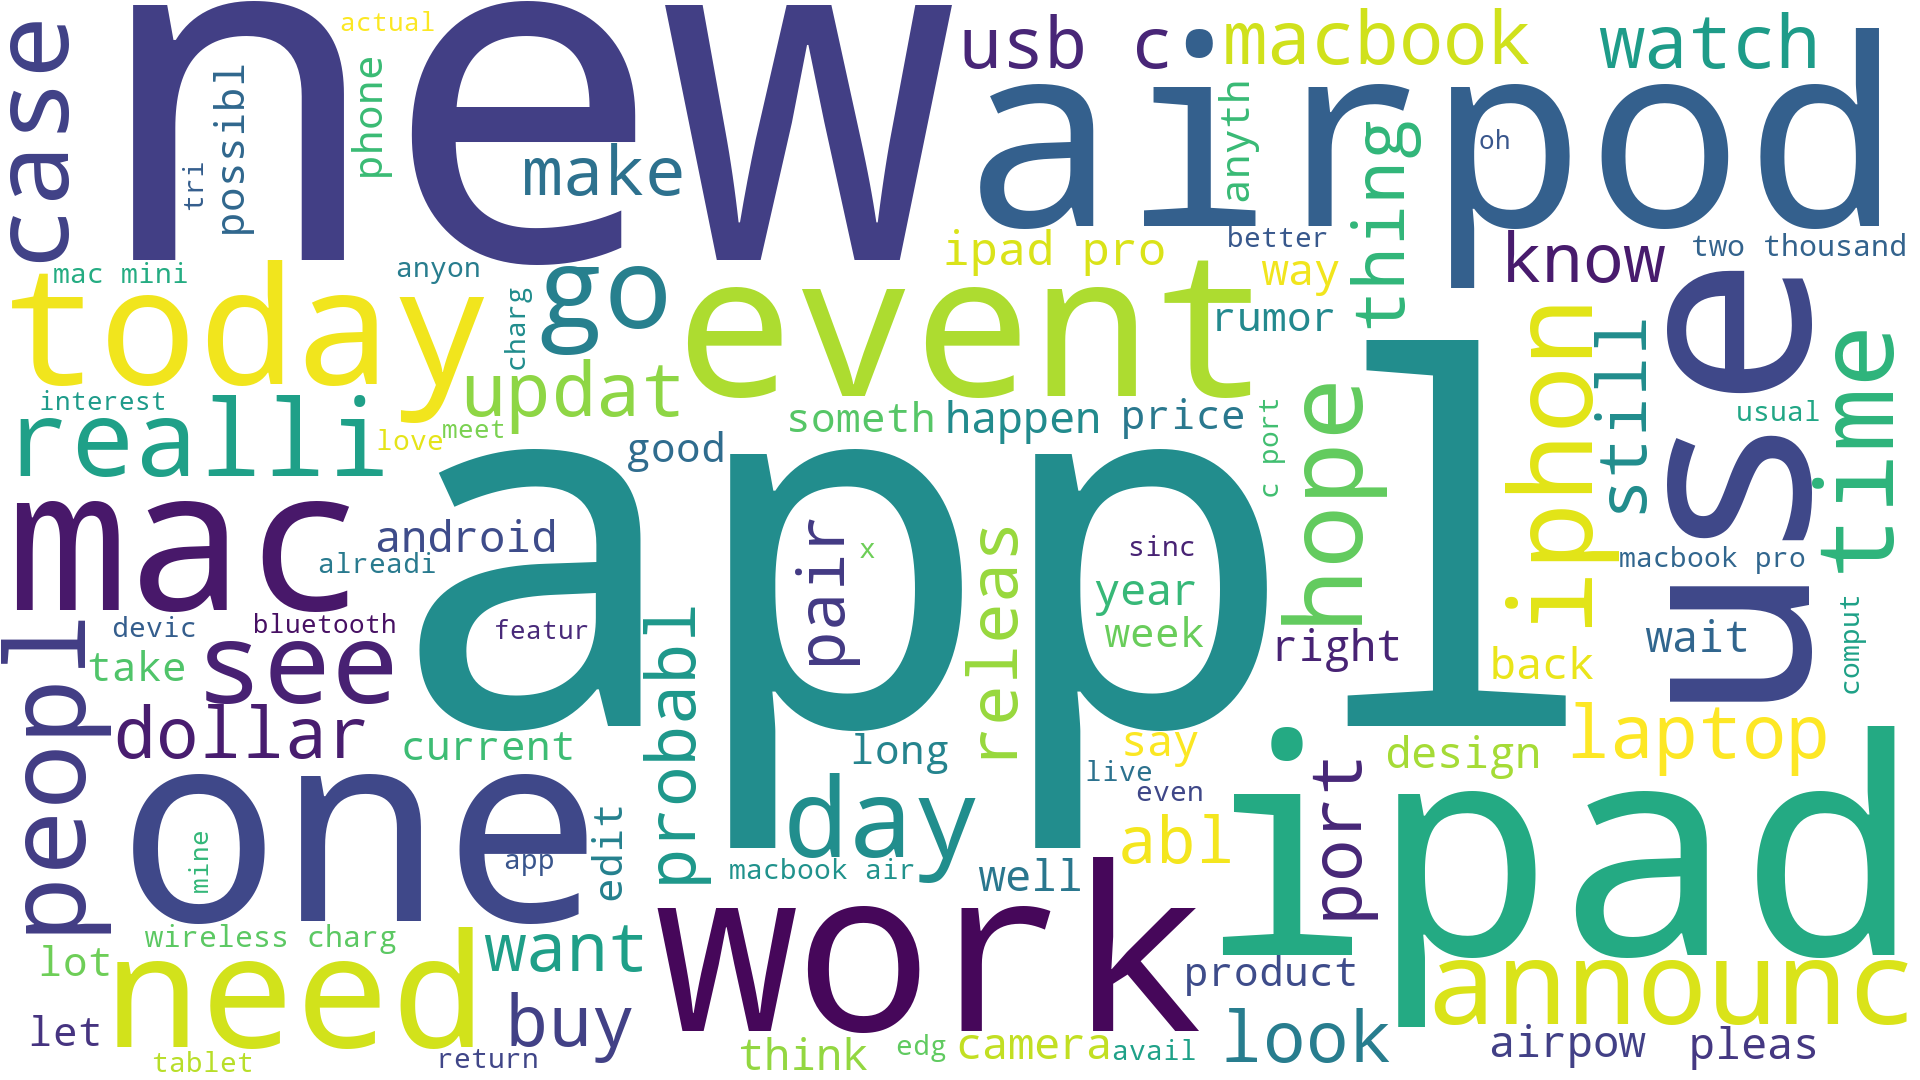 new
airpod
case
actual
usb c
macbook
watch
phone
possibl
tri
make
anyth
thing
oh
know
ipad pro
better
way
two thousand
mac mini
anyon
today
go
charg
event
rumor
use
iphon
still
time
updat
interest
realli
love
meet
someth
happen
price
good
c port
hope
usual
mac
appl
android
alreadi
pair
x
releas
sinc
year
week
macbook pro
devic
bluetooth
featur
take
see
peopl
probabl
right
back
wait
comput
dollar
current
long
say
design
laptop
live
even
port
ipad
one
mine
app
edit
day
macbook air
well
abl
wireless charg
lot
need
want
work
product
announc
let
buy
tablet
return
think
edg
camera
avail
look
airpow
pleas